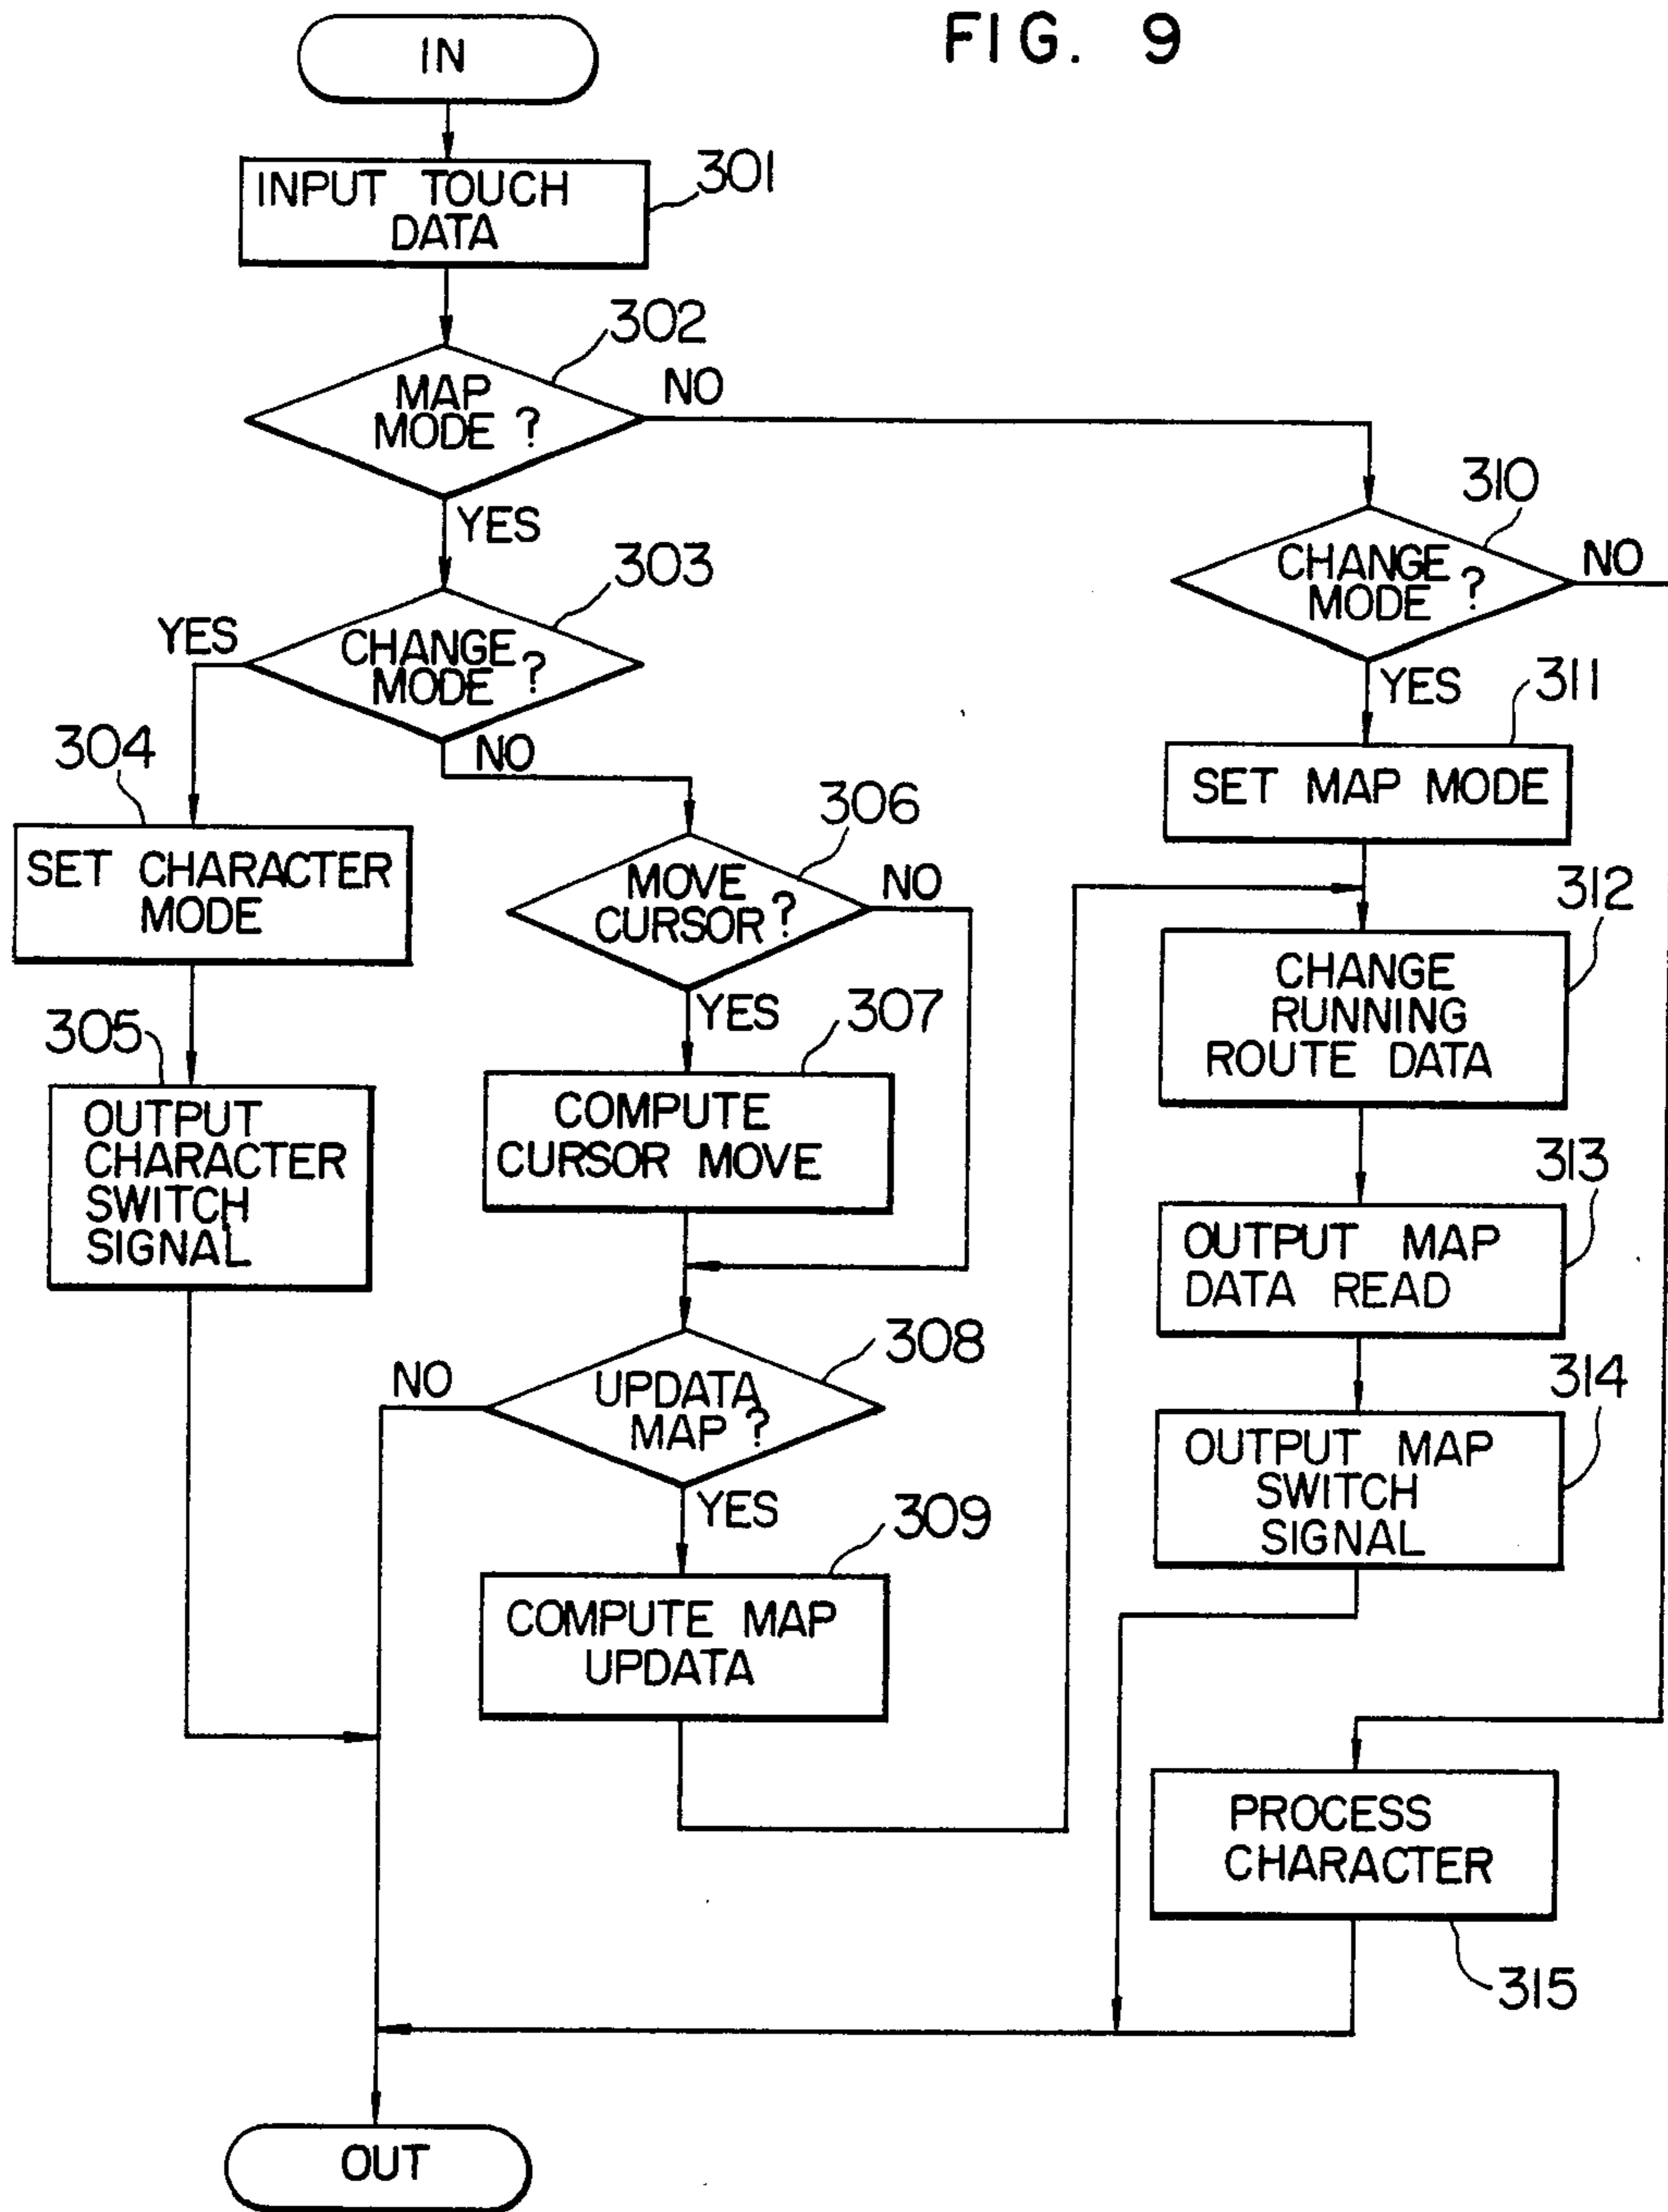 FIG. 9
IN
301
INPUT TOUCH
DATA
302
MAP
MODE ?
NO
YES
303
CHANGE
MODE ?
YES
NO
304
SET CHARACTER
MODE
305
OUTPUT
CHARACTER
SWITCH
SIGNAL
306
MOVE
CURSOR ?
NO
YES
307
COMPUTE
CURSOR MOVE
308
UPDATA
MAP ?
NO
YES
309
COMPUTE MAP
UPDATA
310
CHANGE
MODE ?
NO
YES
311
SET MAP MODE
312
CHANGE
RUNNING
ROUTE DATA
313
OUTPUT MAP
DATA READ
314
OUTPUT MAP
SWITCH
SIGNAL
PROCESS
CHARACTER
315
OUT